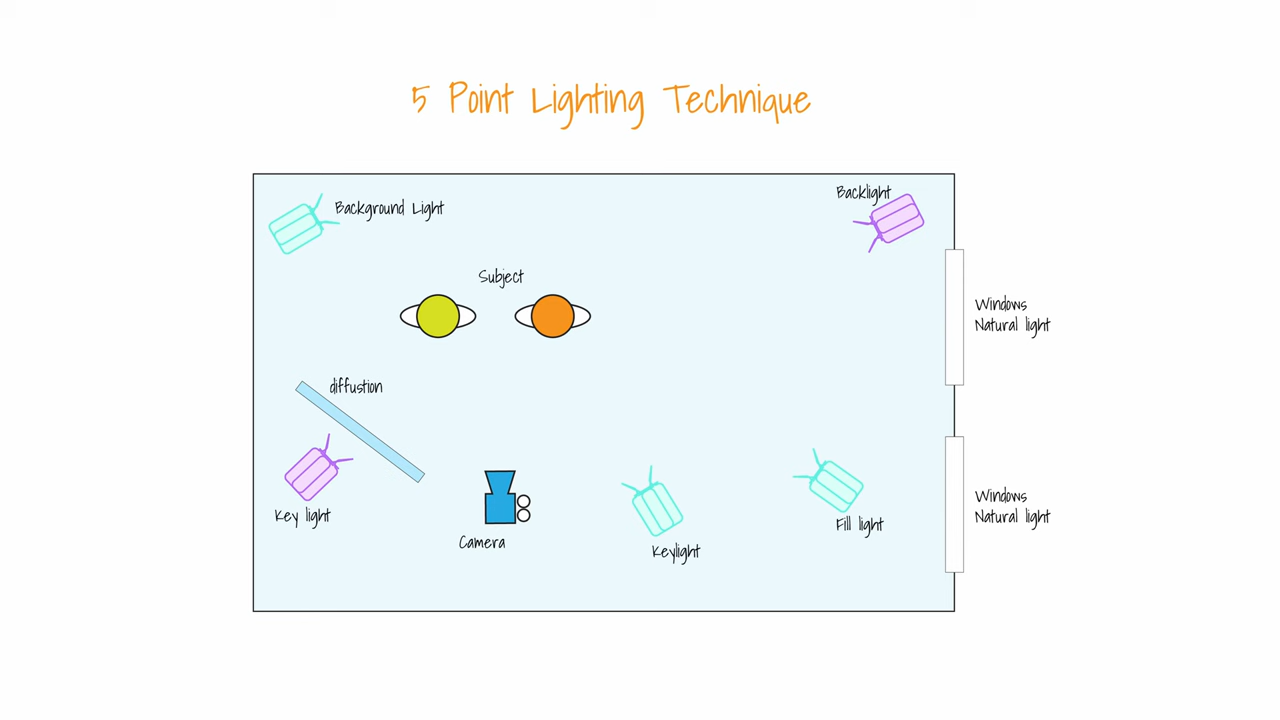 5 Point Lighting Technique
Backlight
Background Light
Subject
Windows
Natural light
diffustion
Windows
Natural light
Key light
Fill light
Camera
Keylight